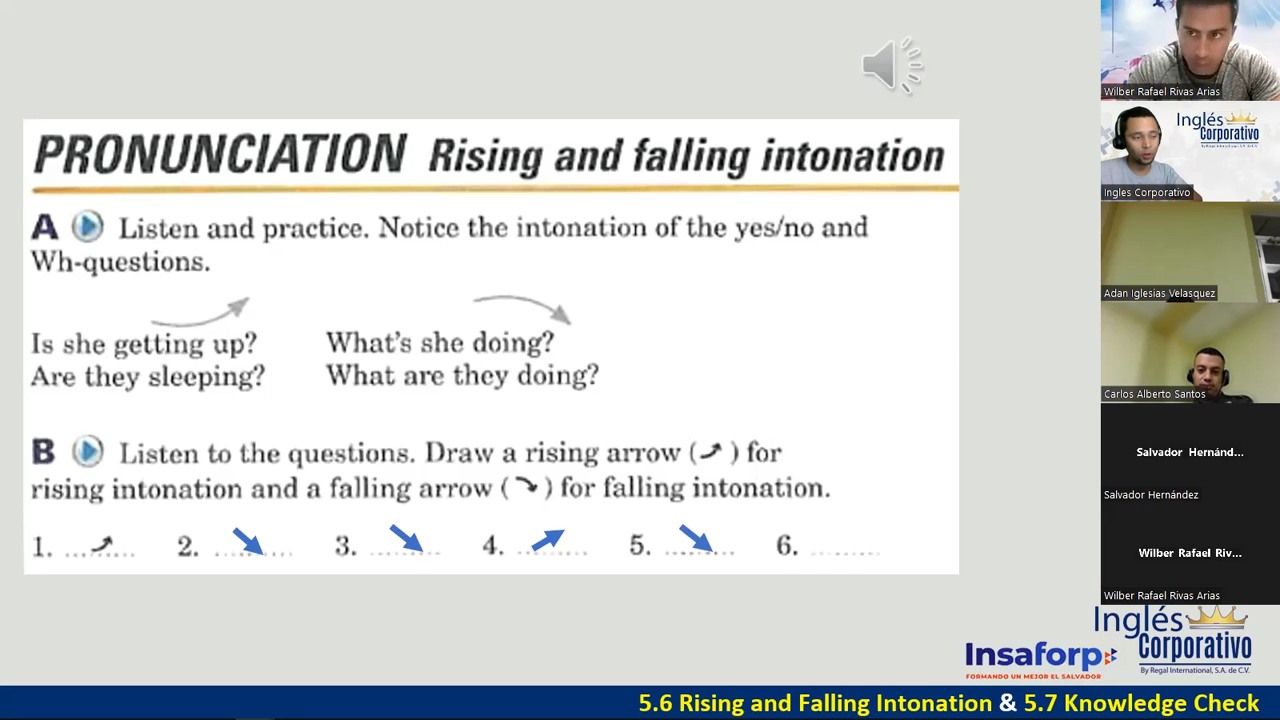 PRONUNCIATION Rising and falling intonation
A Listen and practice. Notice the intonation of the yes/no and
Wh-questions.
Is she getting up? What's she doing?
Are they sleeping? What are they doing?
B Listen to the questions. Draw a rising arrow ( ) for
rising intonation and a falling arrow ( ) for falling intonation.
1. 2. 3. 4. 5. 6.
Wilber Rafael Rivas Arias
Inglés
Corporativo
By Regal International, S.A. de C.V.
Ingles Corporativo
Adan Iglesias Velasquez
Carlos Alberto Santos
Salvador Hernánd...
Salvador Hernández
Wilber Rafael Riv...
Wilber Rafael Rivas Arias
Inglés
Corporativo
By Regal International, S.A. de C.V.
Insaforp
FORMANDO UN MEJOR EL SALVADOR
5.6 Rising and Falling Intonation & 5.7 Knowledge Check